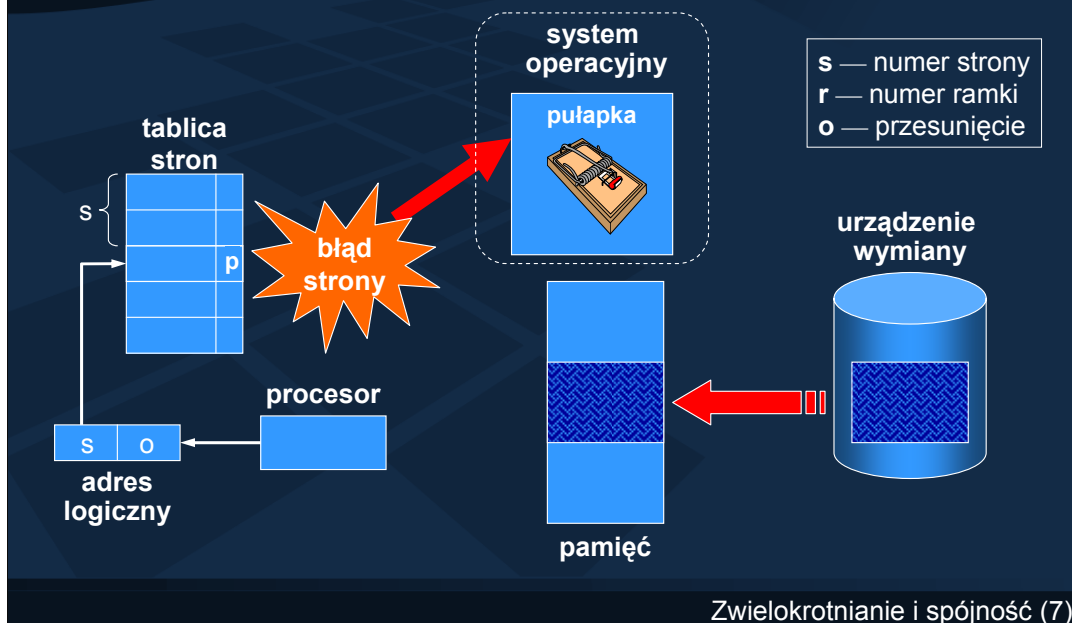 system
operacyjny
pułapka
s — numer strony
r — numer ramki
o — przesunięcie
tablica
stron
s
p
błąd
strony
urządzenie
wymiany
procesor
s o
adres
logiczny
pamięć
Zwielokrotnianie i spójność (7)